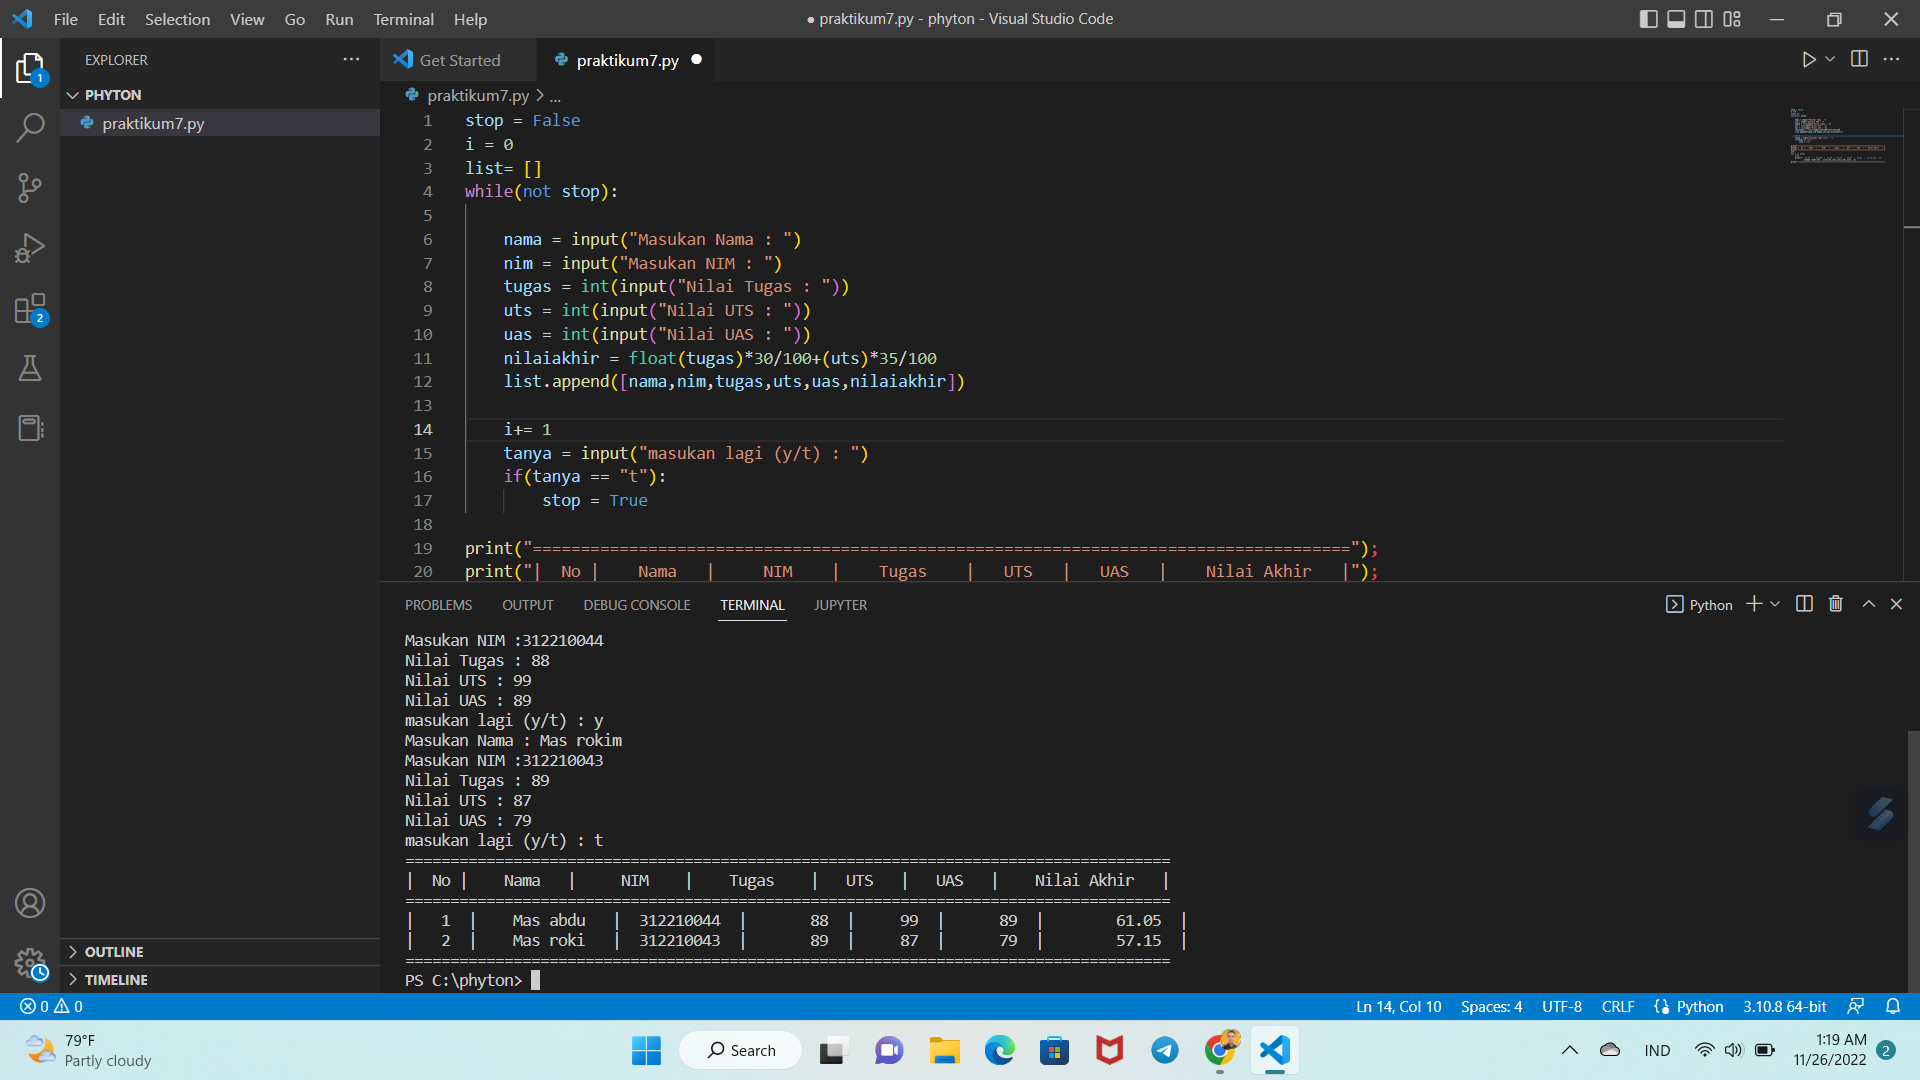 File Edit Selection View Go Run Terminal Help
● praktikum7.py - phyton - Visual Studio Code
EXPLORER ...
Get Started
praktikum7.py ●
1
PHYTON
praktikum7.py
praktikum7.py > ...
1 stop = False
2 i = 0
3 list= []
4 while(not stop):
5
6 nama = input("Masukan Nama : ")
7 nim = input("Masukan NIM : ")
8 tugas = int(input("Nilai Tugas : "))
9 uts = int(input("Nilai UTS : "))
10 uas = int(input("Nilai UAS : "))
11 nilaiakhir = float(tugas)*30/100+(uts)*35/100
12 list.append([nama,nim,tugas,uts,uas,nilaiakhir])
13
14 i+= 1
15 tanya = input("masukan lagi (y/t) : ")
16 if(tanya == "t"):
17 stop = True
18
19 print("=====================================================================================");
20 print("|  No |    Nama   |     NIM    |    Tugas    |   UTS   |   UAS   |    Nilai Akhir   |");
2
PROBLEMS OUTPUT DEBUG CONSOLE TERMINAL JUPYTER
Python
Masukan NIM :312210044
Nilai Tugas : 88
Nilai UTS : 99
Nilai UAS : 89
masukan lagi (y/t) : y
Masukan Nama : Mas rokim
Masukan NIM :312210043
Nilai Tugas : 89
Nilai UTS : 87
Nilai UAS : 79
masukan lagi (y/t) : t
=====================================================================================
|  No |    Nama   |     NIM    |    Tugas    |   UTS   |   UAS   |    Nilai Akhir   |
=====================================================================================
|   1  |    Mas abdu   |  312210044  |       88  |     99  |      89  |        61.05  |
|   2  |    Mas roki   |  312210043  |       89  |     87  |      79  |        57.15  |
=====================================================================================
PS C:\phyton>
OUTLINE
TIMELINE
0 0
Ln 14, Col 10 Spaces: 4 UTF-8 CRLF Python 3.10.8 64-bit
79°F
Partly cloudy
Search
IND
1:19 AM
11/26/2022
2